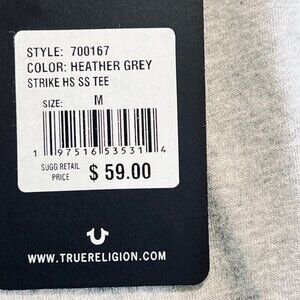 STYLE: 700167
COLOR: HEATHER GREY
STRIKE HS SS TEE
SIZE: M
1 97516 53531 4
SUGG RETAIL PRICE $ 59.00
WWW.TRUERELIGION.COM